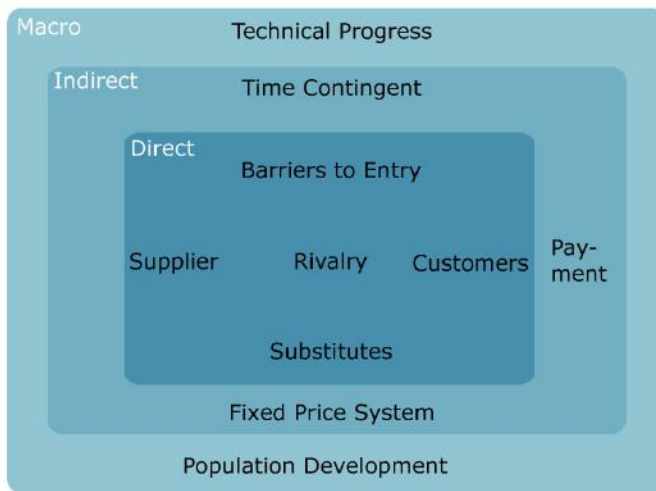 Macro
Technical Progress
Indirect
Time Contingent
Direct
Barriers to Entry
Supplier
Rivalry
Customers
Pay-
ment
Substitutes
Fixed Price System
Population Development